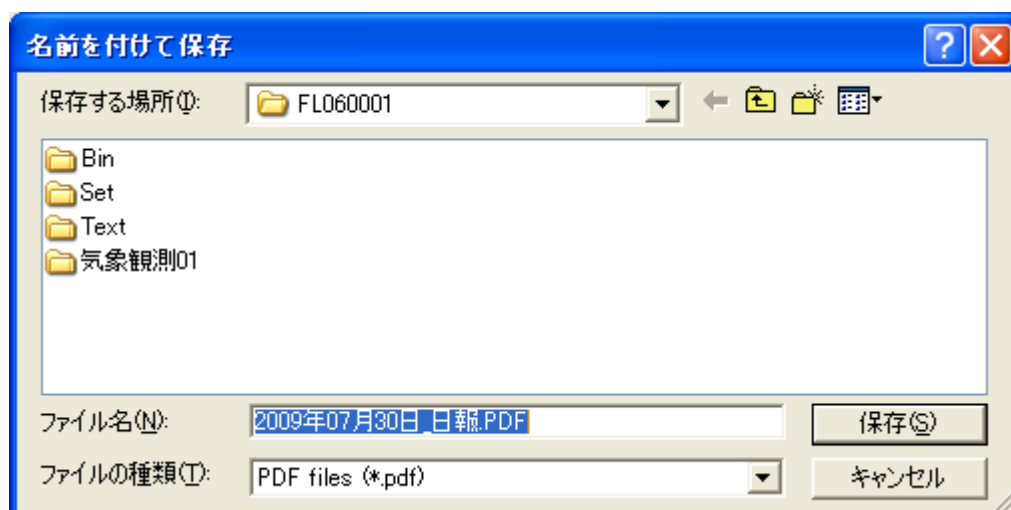 名前を付けて保存
保存する場所(I): FL060001
Bin
Set
Text
気象観測01
ファイル名(N): 2009年07月30日_日報.PDF 保存(S)
ファイルの種類(T): PDF files (*.pdf) キャンセル